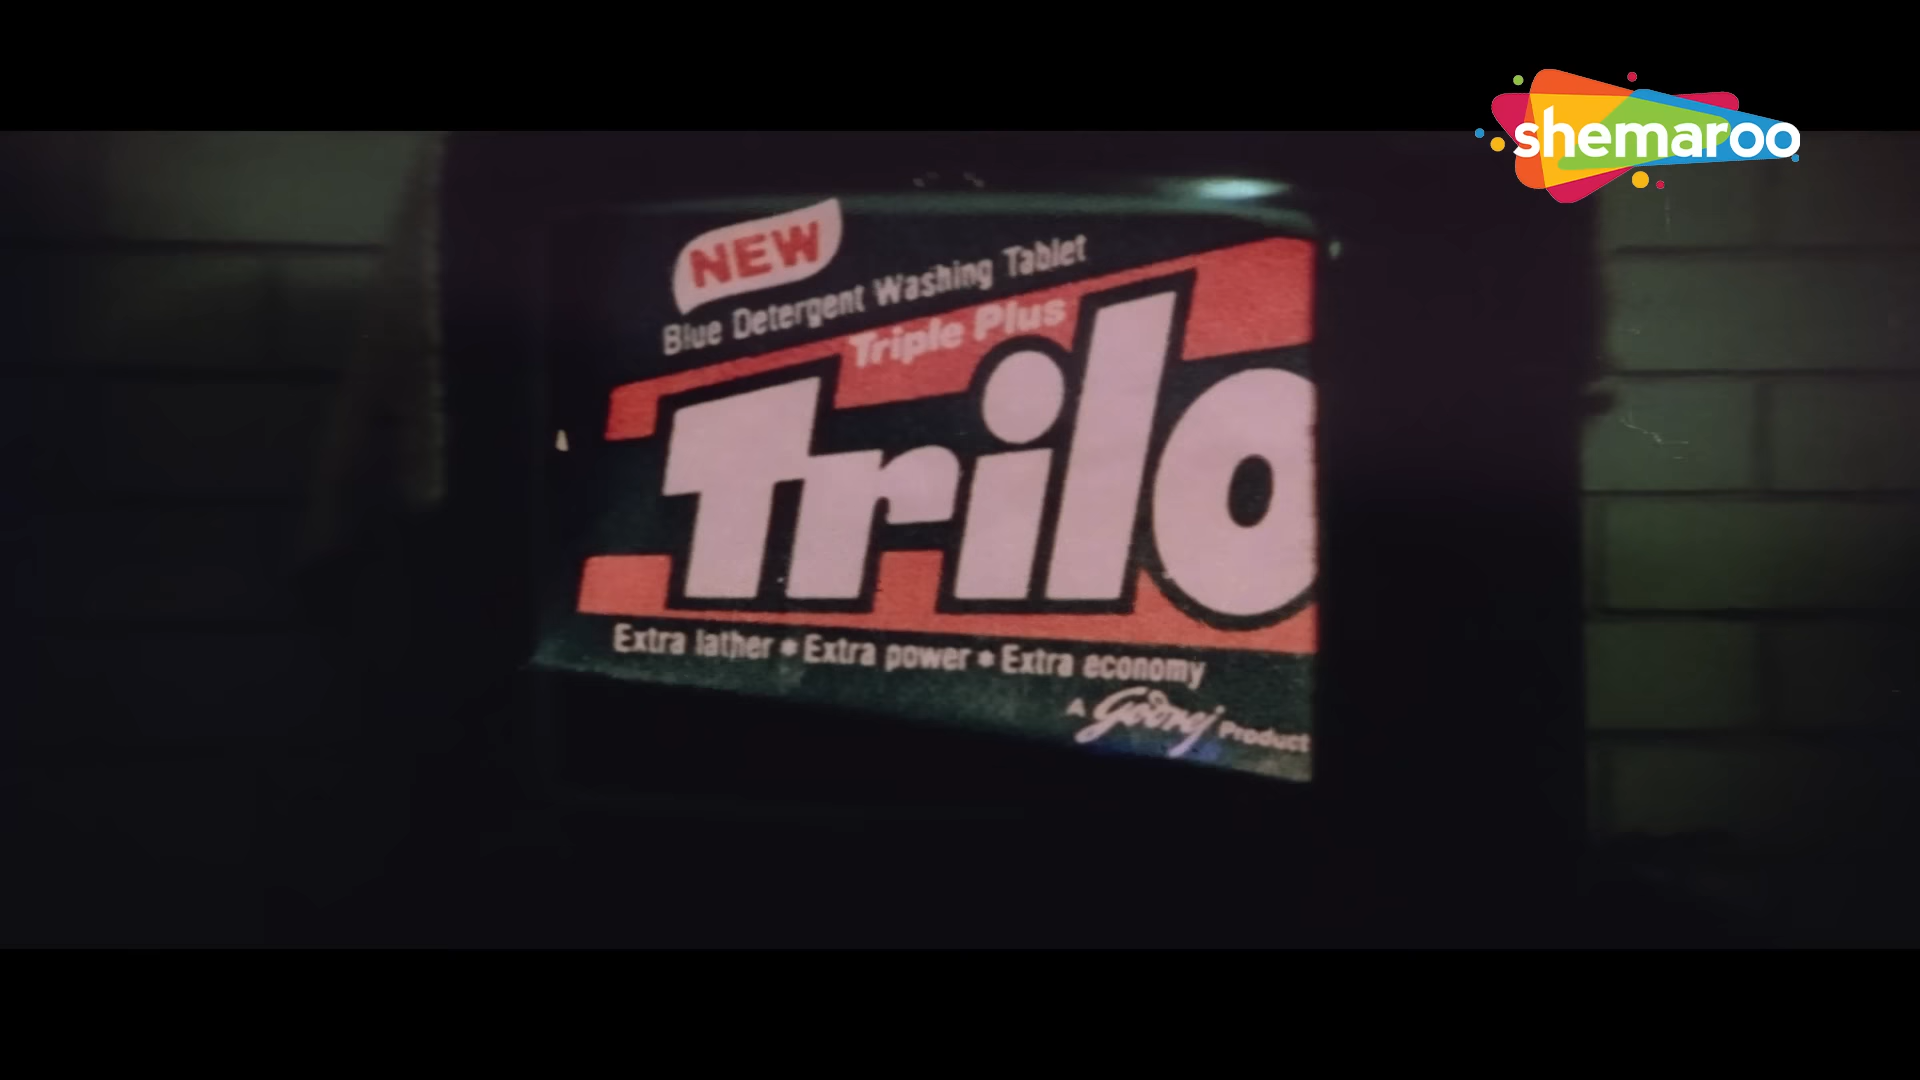 shemaroo
NEW
Blue Detergent Washing Tablet
Triple Plus
Trilo
Extra lather * Extra power * Extra economy
A Godrej Product